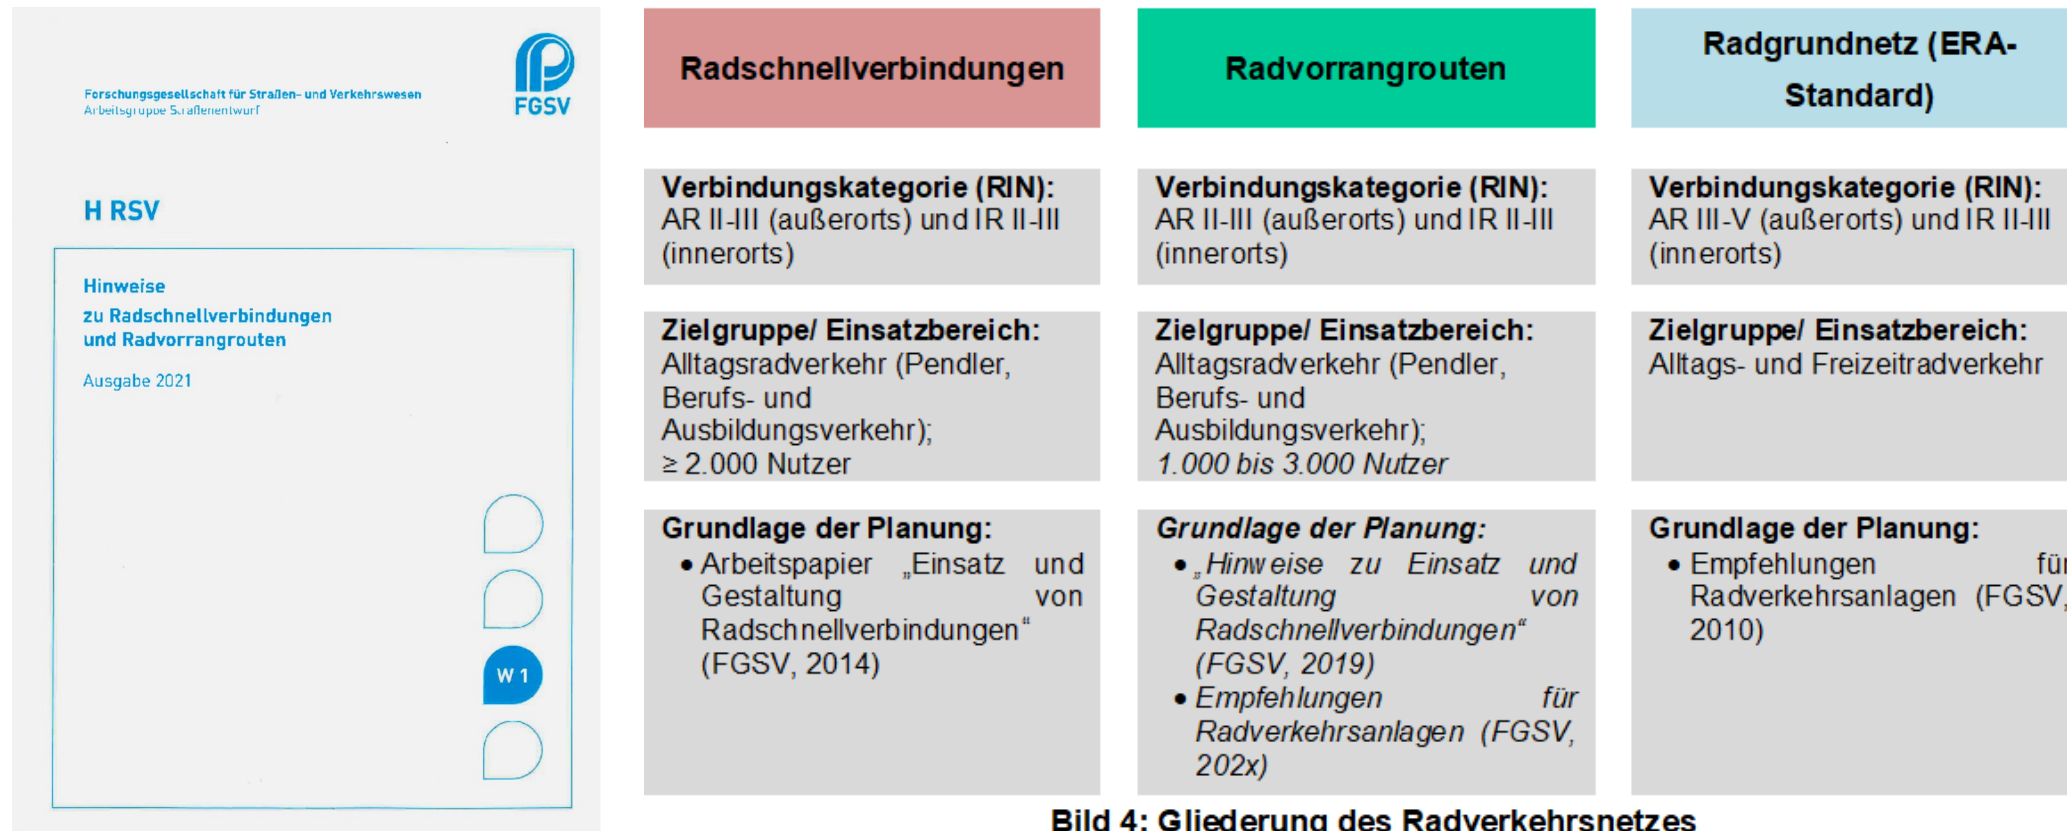 Forschungsgesellschaft für Straßen- und Verkehrswesen
Arbeitsgruppe Straßenentwurf
FGSV
H RSV
Hinweise
zu Radschnellverbindungen
und Radvorrangrouten
Ausgabe 2021
W 1
Radschnellverbindungen
Verbindungskategorie (RIN):
AR II-III (außerorts) und IR II-III
(innerorts)
Zielgruppe/ Einsatzbereich:
Alltagsradverkehr (Pendler,
Berufs- und
Ausbildungsverkehr);
≥ 2.000 Nutzer
Grundlage der Planung:
• Arbeitspapier „Einsatz und
Gestaltung von
Radschnellverbindungen“
(FGSV, 2014)
Radvorrangrouten
Verbindungskategorie (RIN):
AR II-III (außerorts) und IR II-III
(innerorts)
Zielgruppe/ Einsatzbereich:
Alltagsradverkehr (Pendler,
Berufs- und
Ausbildungsverkehr);
1.000 bis 3.000 Nutzer
Grundlage der Planung:
• „Hinweise zu Einsatz und
Gestaltung von
Radschnellverbindungen“
(FGSV, 2019)
• Empfehlungen für
Radverkehrsanlagen (FGSV,
202x)
Radgrundnetz (ERA-
Standard)
Verbindungskategorie (RIN):
AR III-V (außerorts) und IR II-III
(innerorts)
Zielgruppe/ Einsatzbereich:
Alltags- und Freizeitradverkehr
Grundlage der Planung:
• Empfehlungen für
Radverkehrsanlagen (FGSV,
2010)
Bild 4: Gliederung des Radverkehrsnetzes